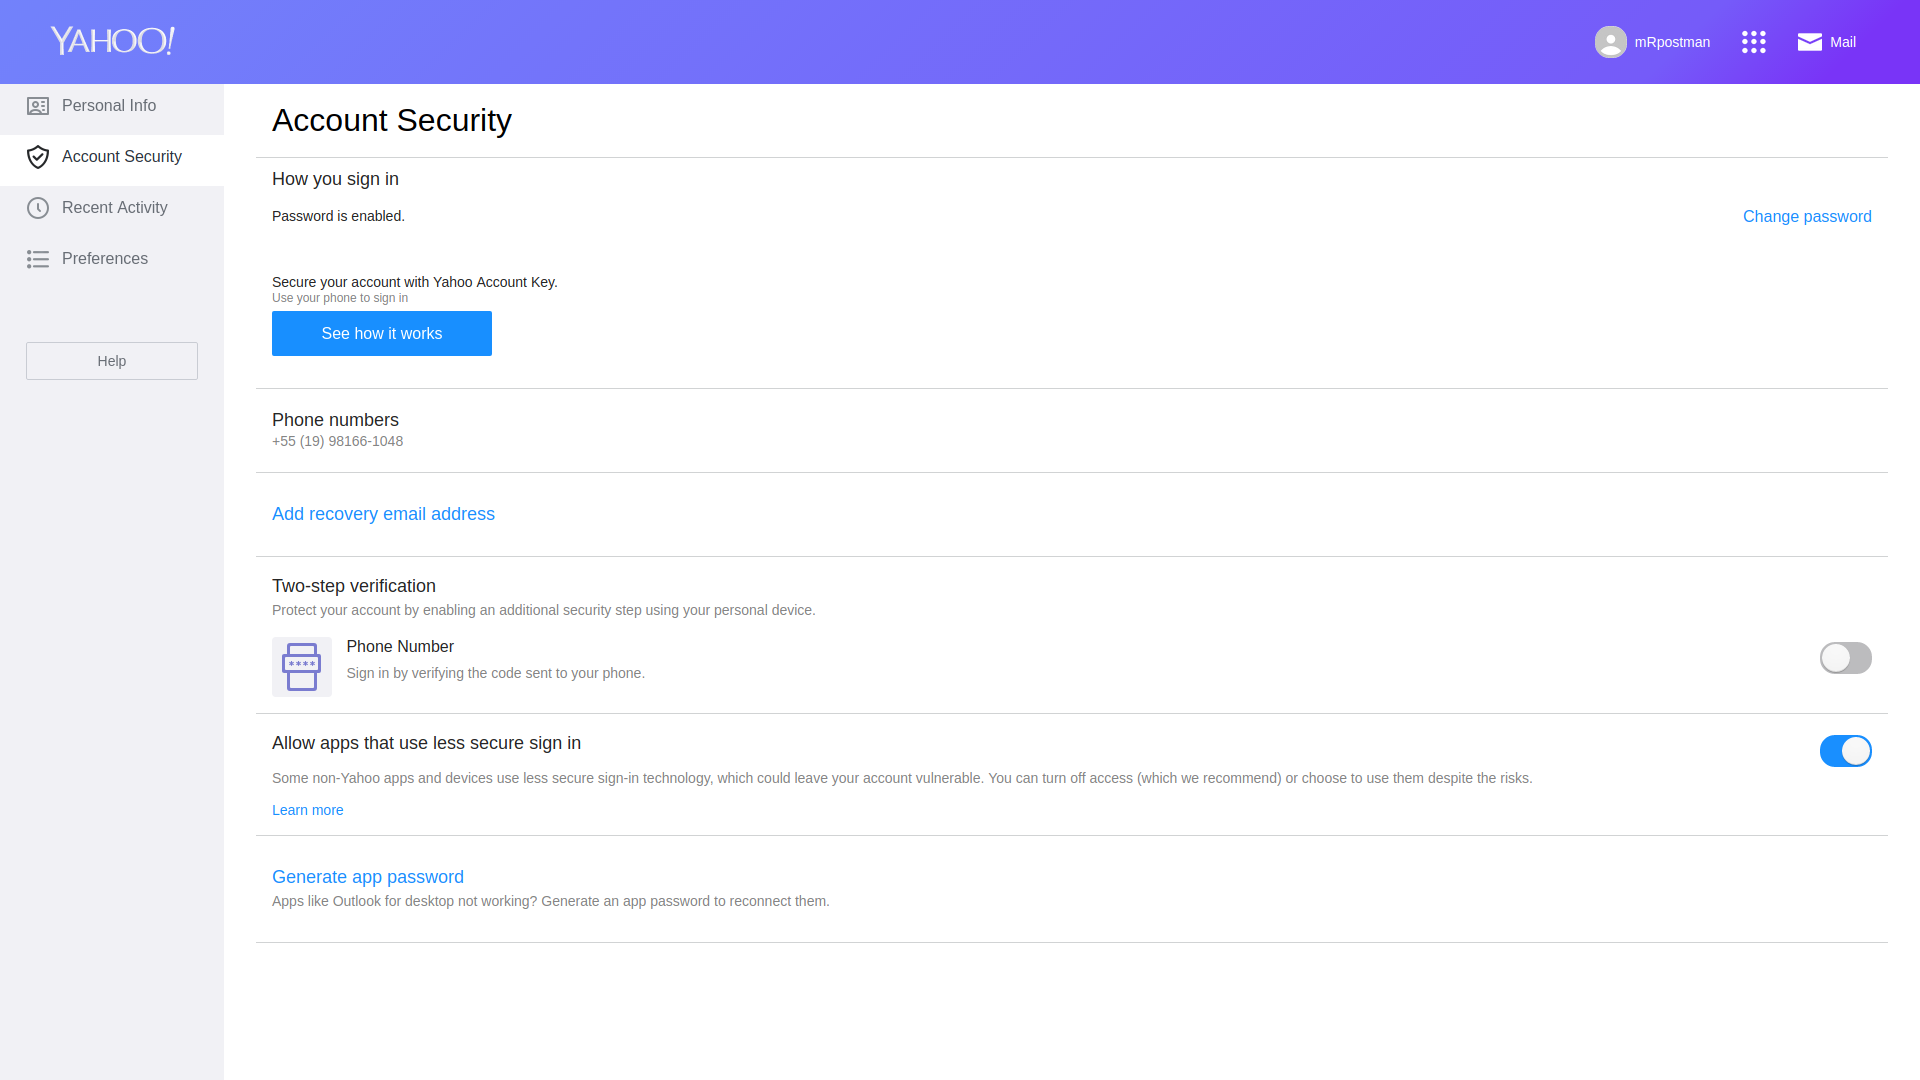 YAHOO!
mRpostman
Mail
Personal Info
Account Security
Recent Activity
Preferences
Help
Account Security
How you sign in
Password is enabled.
Change password
Secure your account with Yahoo Account Key.
Use your phone to sign in
See how it works
Phone numbers
+55 (19) 98166-1048
Add recovery email address
Two-step verification
Protect your account by enabling an additional security step using your personal device.
****
Phone Number
Sign in by verifying the code sent to your phone.
Allow apps that use less secure sign in
Some non-Yahoo apps and devices use less secure sign-in technology, which could leave your account vulnerable. You can turn off access (which we recommend) or choose to use them despite the risks.
Learn more
Generate app password
Apps like Outlook for desktop not working? Generate an app password to reconnect them.